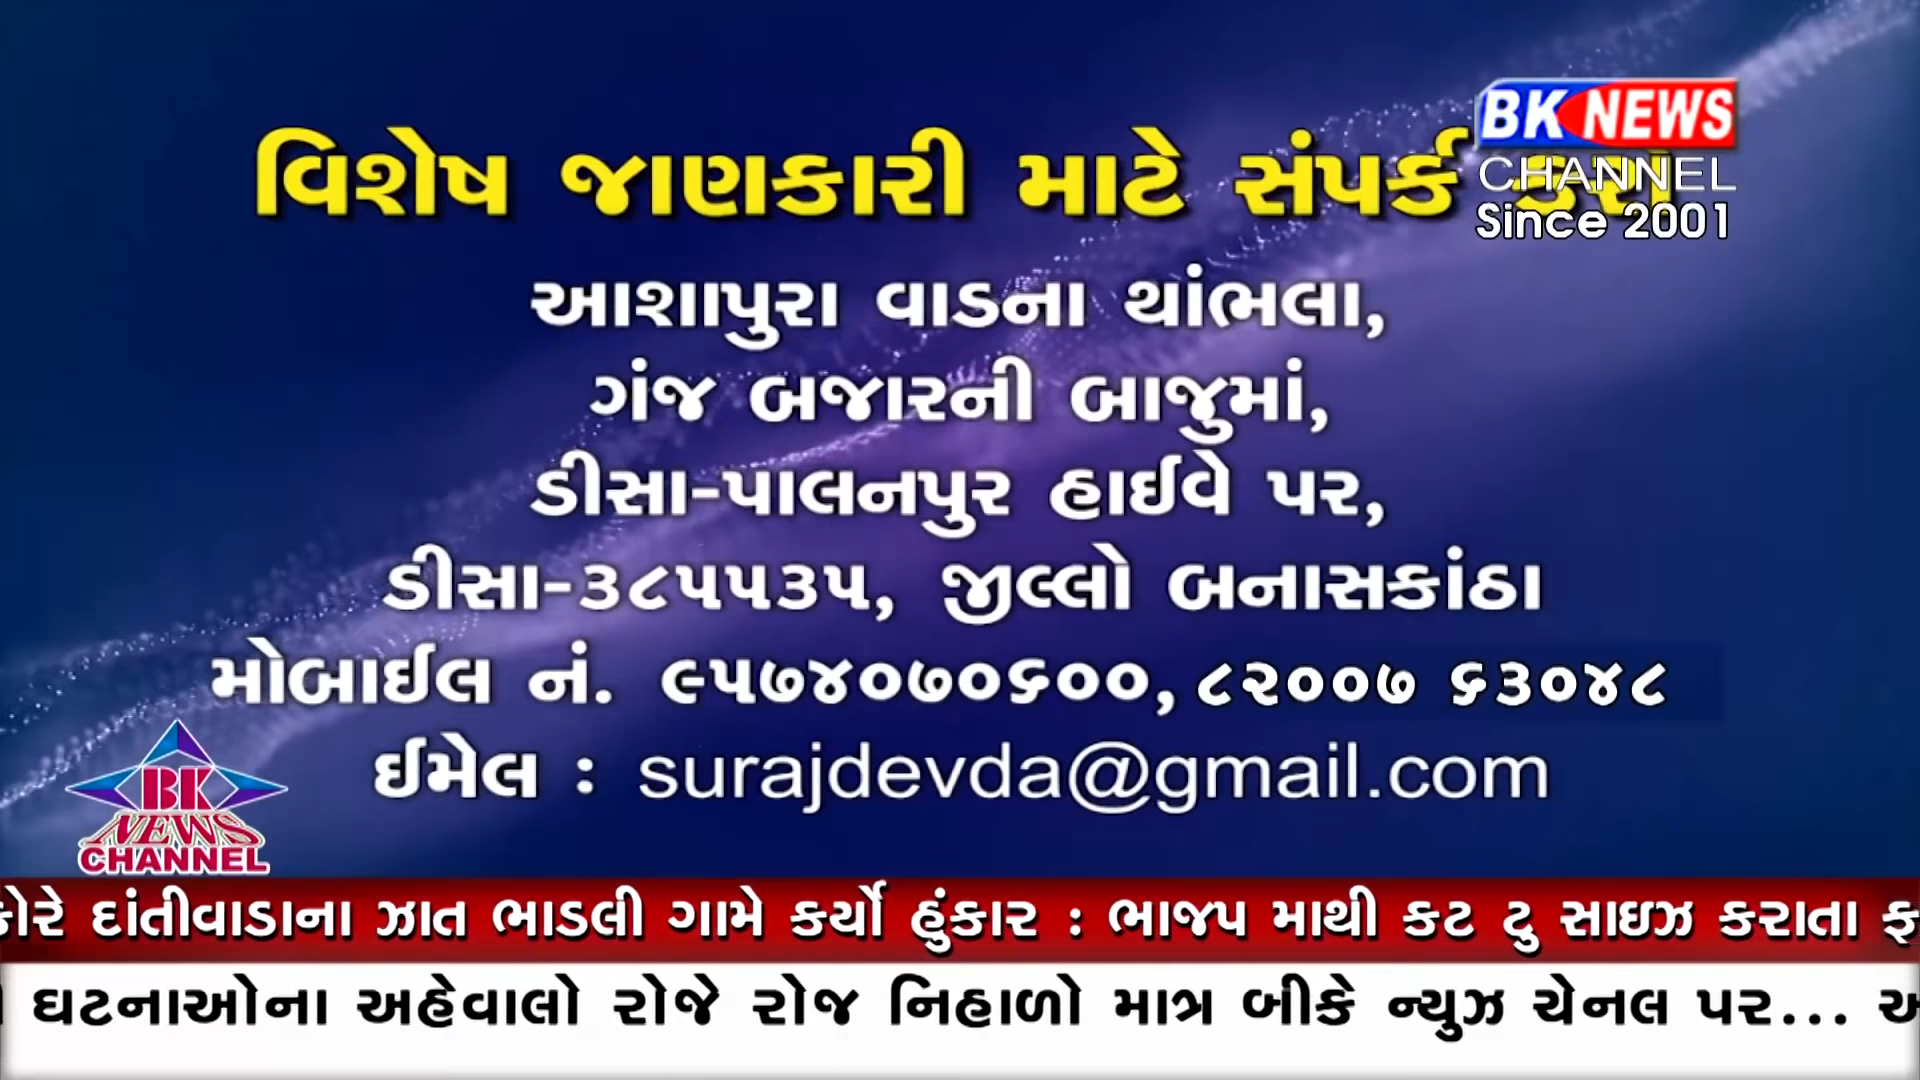 BK NEWS
CHANNEL
Since 2001
વિશેષ જાણકારી માટે સંપર્ક
આશાપુરા વાડના થાંભલા,
ગંજ બજારની બાજુમાં,
ડીસા-પાલનપુર હાઈવે પર,
ડીસા-૩૮૫૫૩૫, જીલ્લો બનાસકાંઠા
મોબાઈલ નં. ૯૫૭૪૦૭૦૬૦૦, ૮૨૦૦૭ ૬૩૦૪૮
ઈમેલ : surajdevda@gmail.com
BK
NEWS
CHANNEL
દાંતીવાડાના ઝાત ભાડલી ગામે કર્યો હુંકાર : ભાજપ માથી કટ ટુ સાઇઝ કરાતા
ઘટનાઓના અહેવાલો રોજે રોજ નિહાળો માત્ર બીકે ન્યુઝ ચેનલ પર...